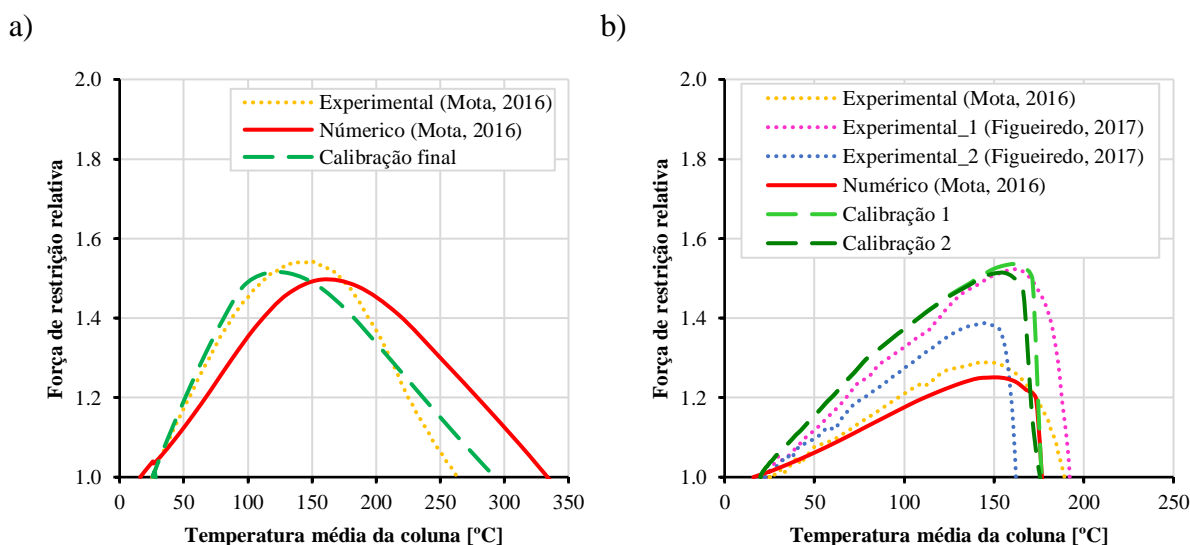 a)
2.0
1.8
1.6
1.4
1.2
1.0
Força de restrição relativa
Experimental (Mota, 2016)
Númerico (Mota, 2016)
Calibração final
0 50 100 150 200 250 300 350
Temperatura média da coluna [ºC]
b)
2.0
1.8
1.6
1.4
1.2
1.0
Força de restrição relativa
Experimental (Mota, 2016)
Experimental_1 (Figueiredo, 2017)
Experimental_2 (Figueiredo, 2017)
Numérico (Mota, 2016)
Calibração 1
Calibração 2
0 50 100 150 200 250
Temperatura média da coluna [ºC]